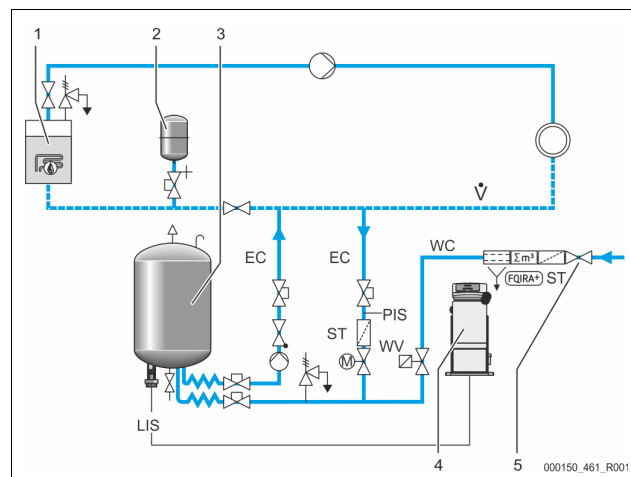 1
2
3
V̇
EC
EC
WC
Σm³
FQIRA+
ST
PIS
ST
WV
M
LIS
4
5
000150_461_R001